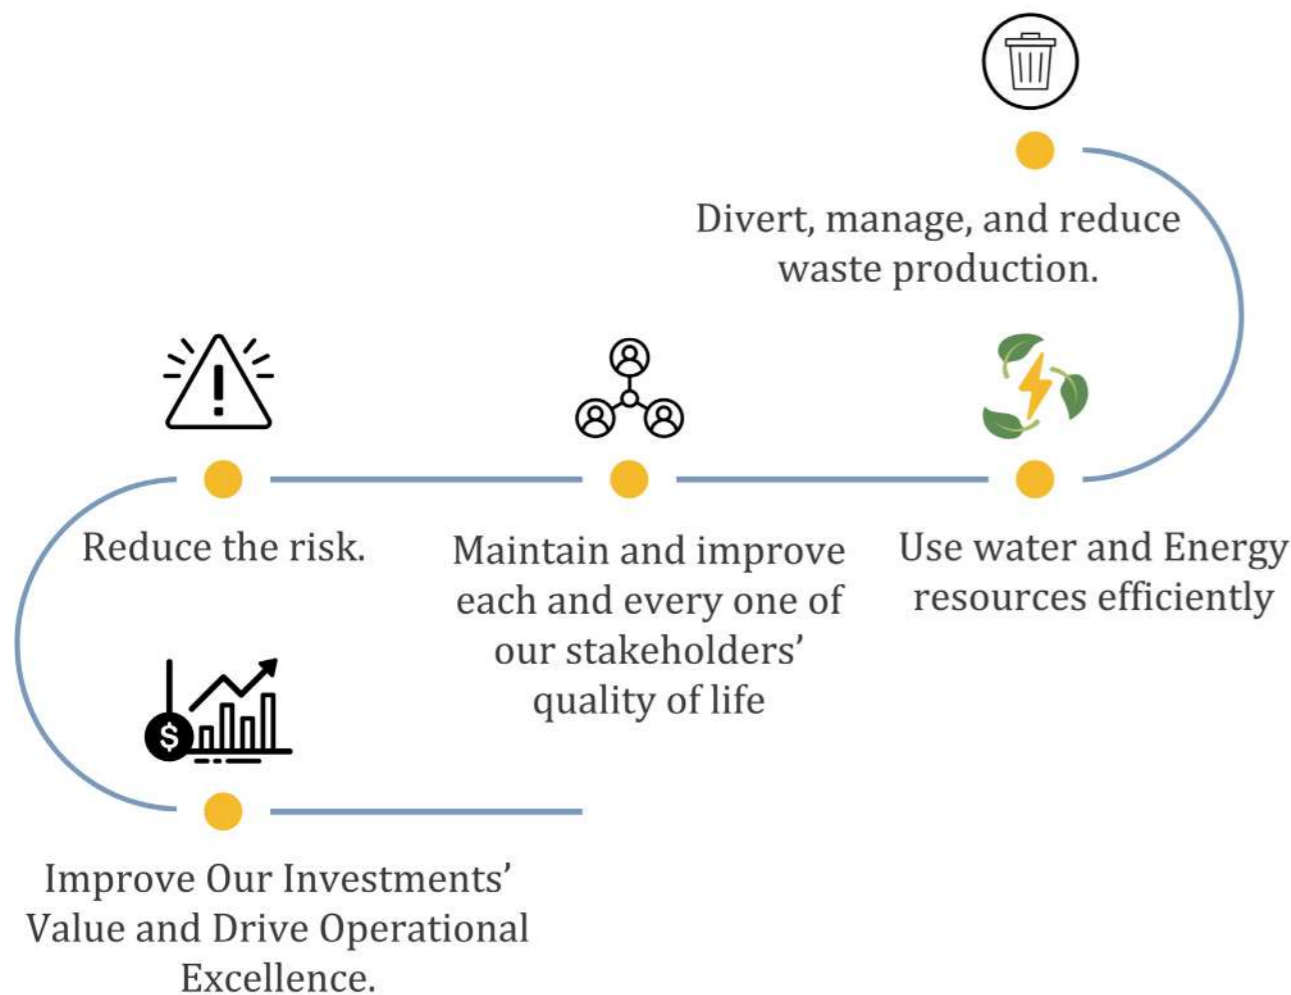 Divert, manage, and reduce
waste production.
Reduce the risk.
Maintain and improve
each and every one of
our stakeholders’
quality of life
Use water and Energy
resources efficiently
$
Improve Our Investments’
Value and Drive Operational
Excellence.